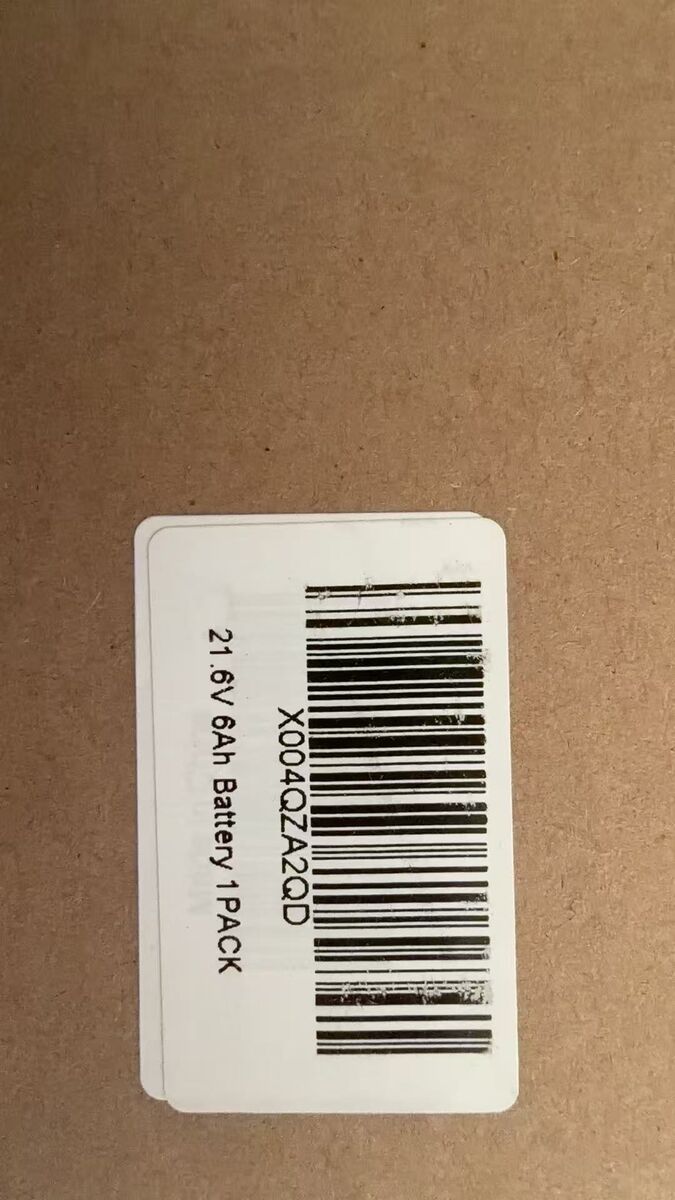 X004QZA2QD
21.6V 6Ah Battery 1PACK